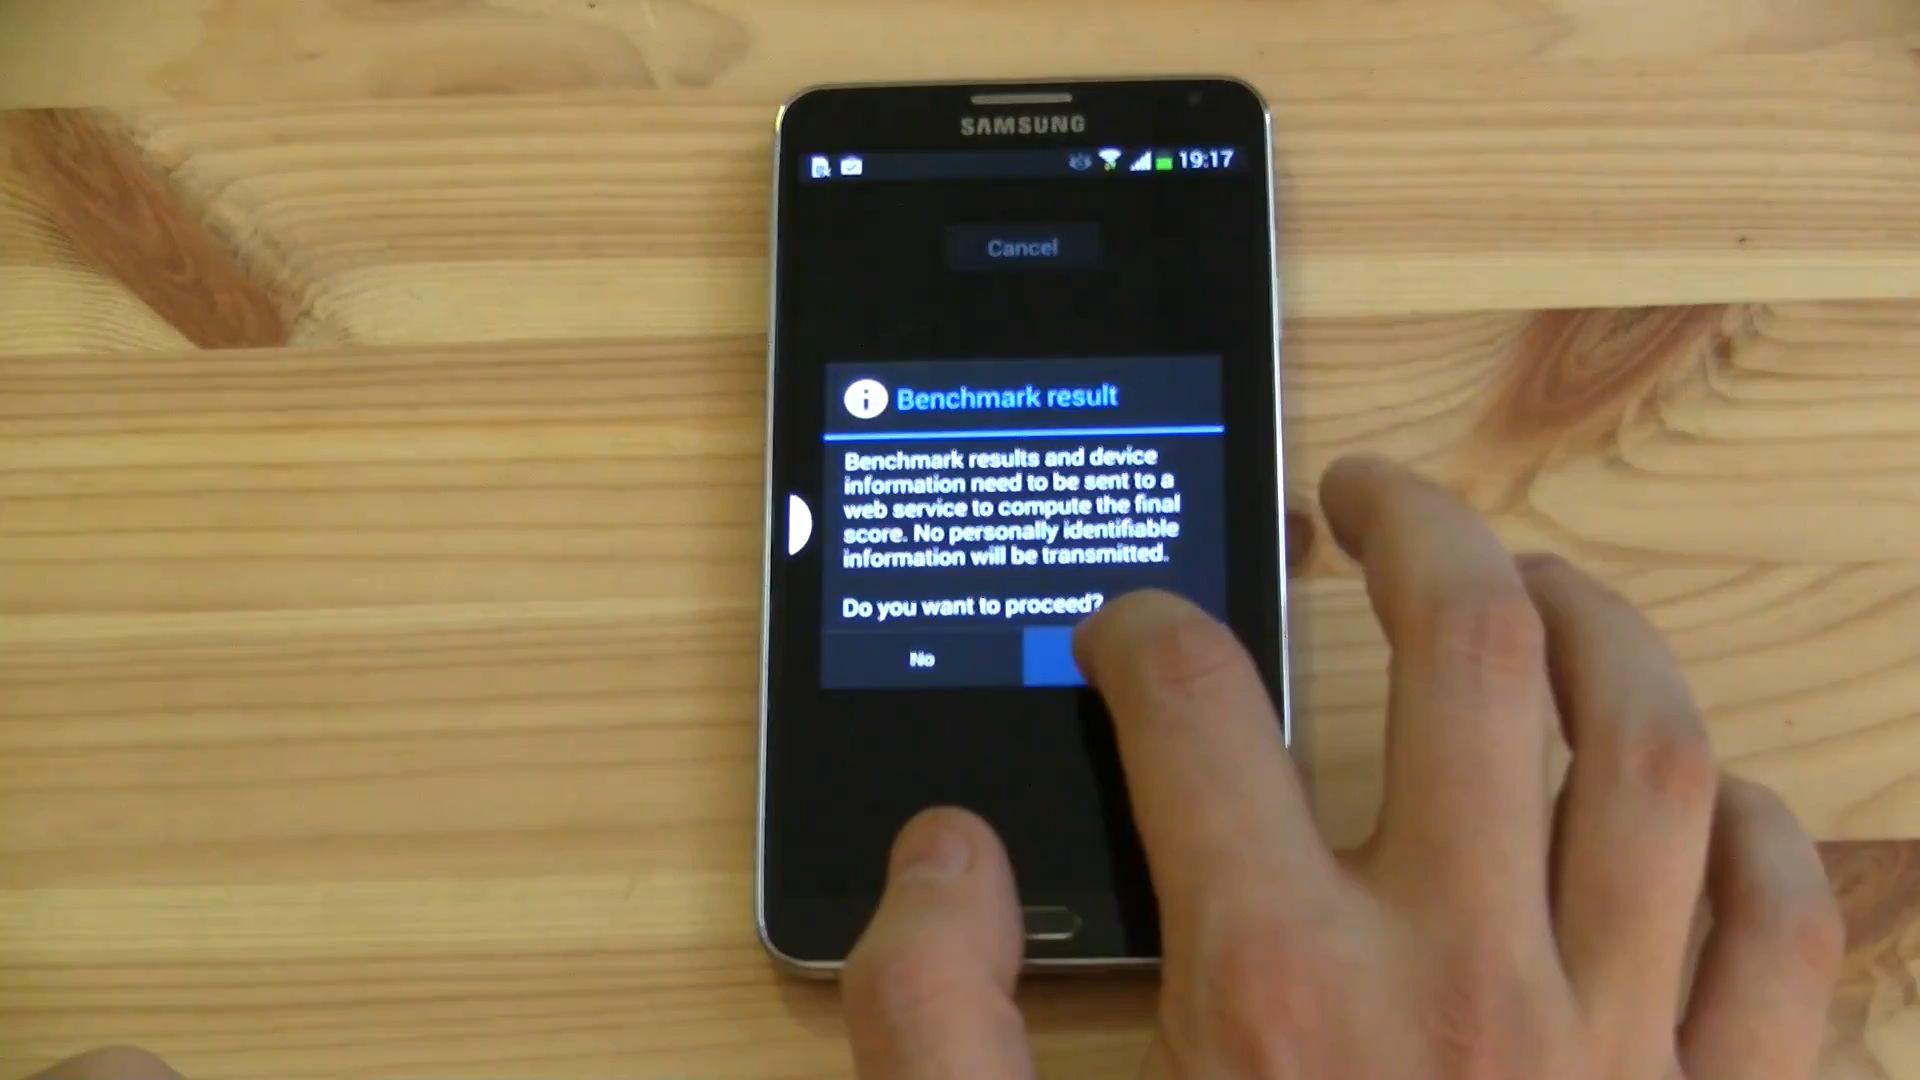 SAMSUNG
19:17
Cancel
Benchmark result
Benchmark results and device
information need to be sent to a
web service to compute the final
score. No personally identifiable
information will be transmitted.
Do you want to proceed?
No